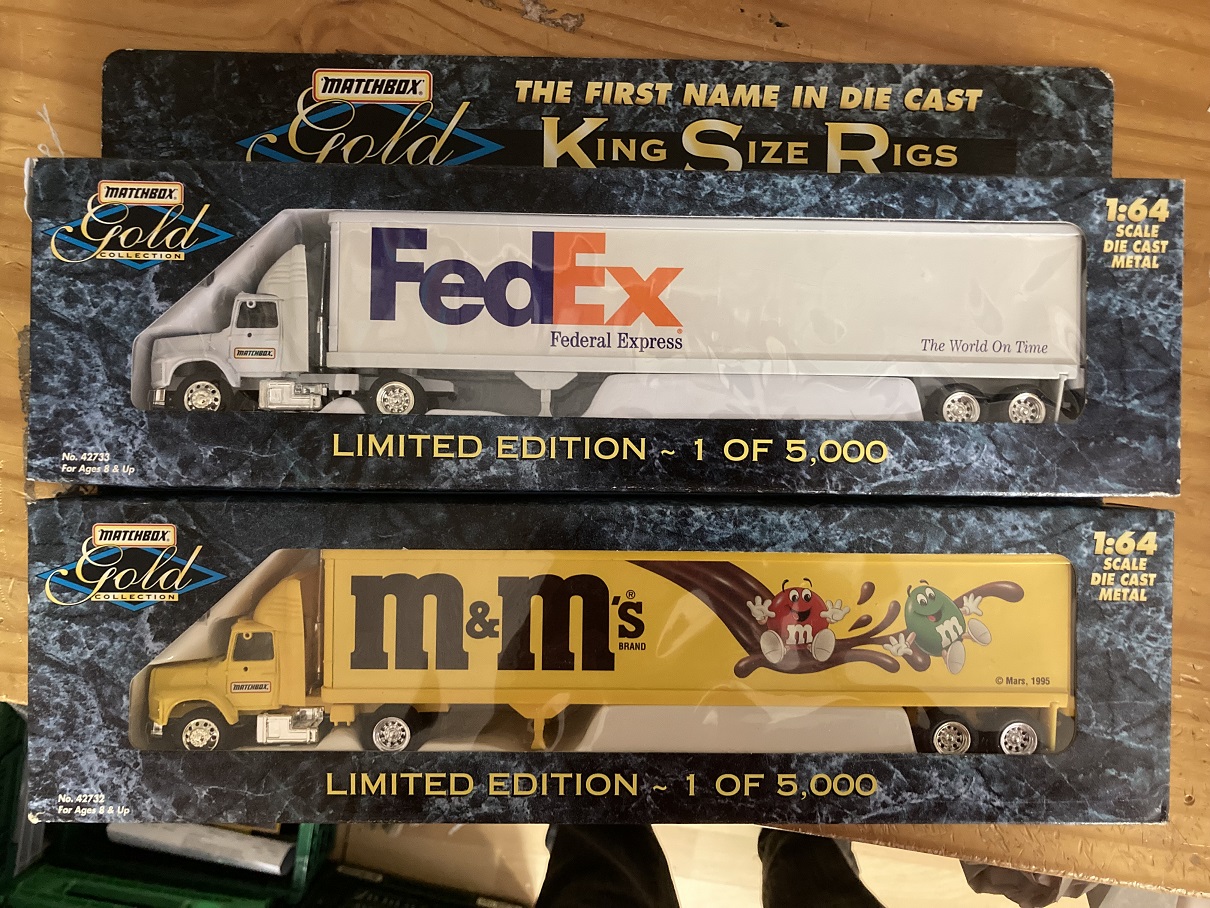 MATCHBOX®
Gold
THE FIRST NAME IN DIE CAST
KING SIZE RIGS
MATCHBOX®
Gold
COLLECTION
1:64
SCALE
DIE CAST
METAL
FedEx®
Federal Express
The World On Time
MATCHBOX
LIMITED EDITION ~ 1 OF 5,000
No. 42733
For Ages 8 & Up
MATCHBOX®
Gold
COLLECTION
1:64
SCALE
DIE CAST
METAL
m&m's®
BRAND
m
m
© Mars, 1995
MATCHBOX
LIMITED EDITION ~ 1 OF 5,000
No. 42732
For Ages 8 & Up